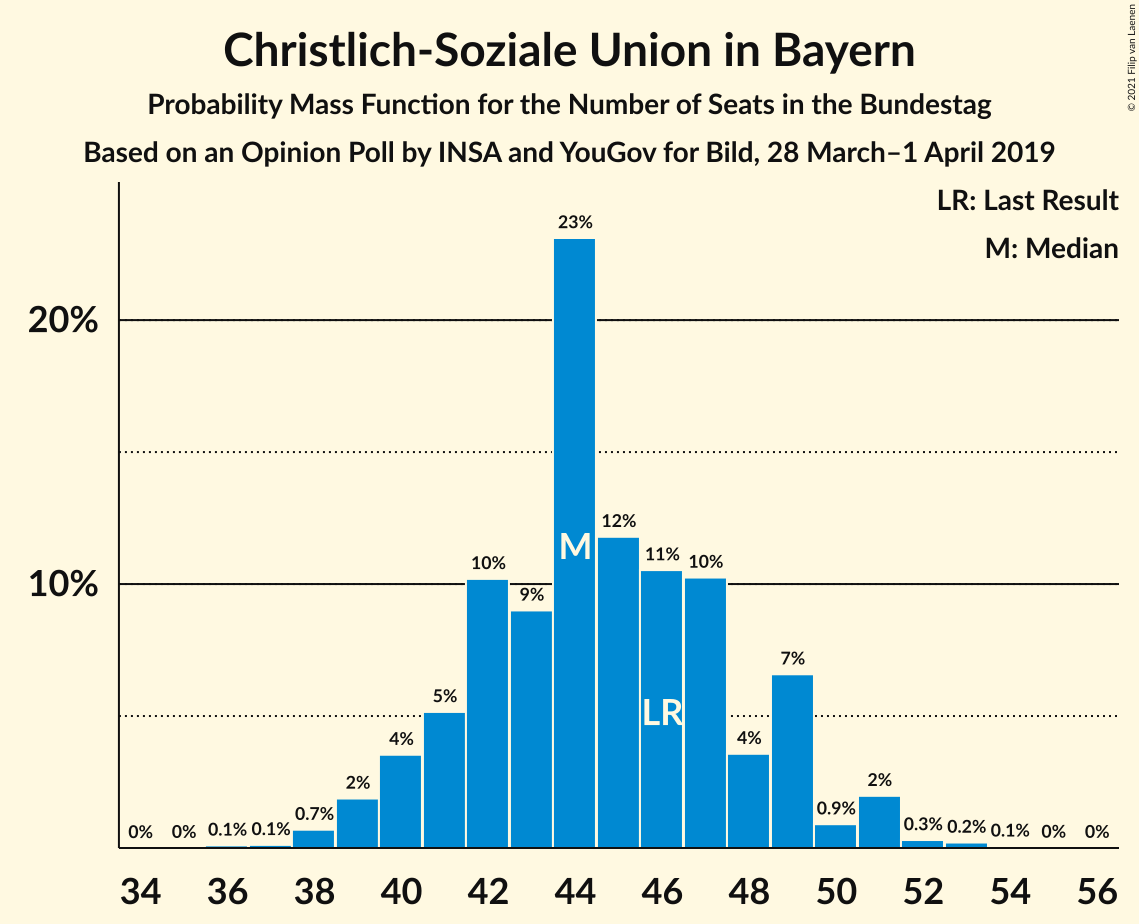 Christlich-Soziale Union in Bayern
Probability Mass Function for the Number of Seats in the Bundestag
Based on an Opinion Poll by INSA and YouGov for Bild, 28 March–1 April 2019
© 2021 Filip van Laenen
LR: Last Result
M: Median
20%
10%
0% 0% 0.1% 0.1% 0.7% 2% 4% 5% 10% 9% 23% 12% 11% 10% 4% 7% 0.9% 2% 0.3% 0.2% 0.1% 0% 0%
M
LR
34 36 38 40 42 44 46 48 50 52 54 56